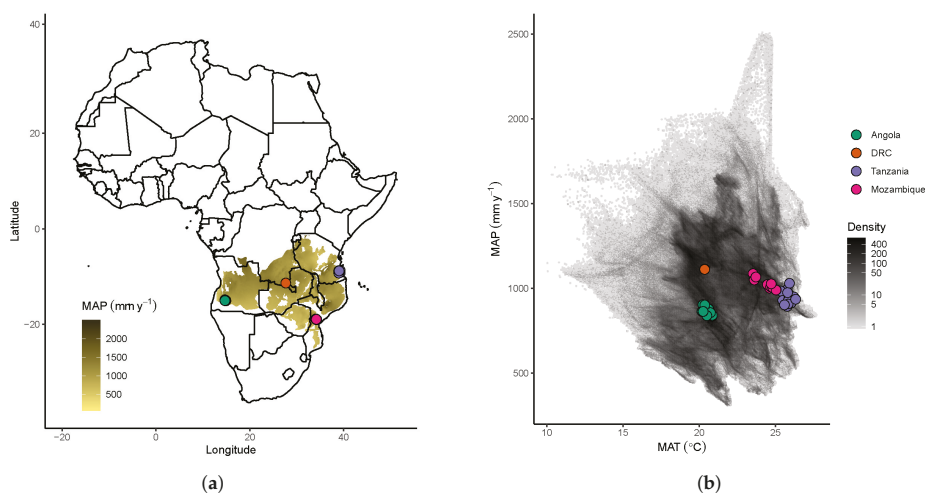 40
20
0
−20
Latitude
−20
0
20
40
Longitude
MAP (mm y⁻¹)
2000
1500
1000
500
(a)
2500
2000
1500
1000
500
MAP (mm y⁻¹)
10
15
20
25
MAT (°C)
Angola
DRC
Tanzania
Mozambique
Density
400
200
100
50
10
5
1
(b)